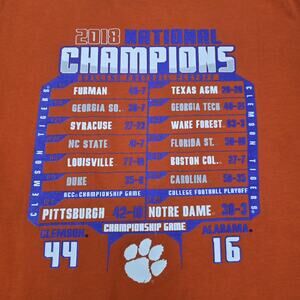 2018 NATIONAL
CHAMPIONS
COLLEGE FOOTBALL PLAYOFF
CLEMSON TIGERS
FURMAN 48-7 TEXAS A&M 28-26
GEORGIA SO. 38-7 GEORGIA TECH 49-21
SYRACUSE 27-23 WAKE FOREST 63-3
NC STATE 41-7 FLORIDA ST. 59-10
LOUISVILLE 77-16 BOSTON COL. 27-7
DUKE 35-6 CAROLINA 56-35
CLEMSON TIGERS
ACC: CHAMPIONSHIP GAME COLLEGE FOOTBALL PLAYOFF
PITTSBURGH 42-10 NOTRE DAME 30-3
CHAMPIONSHIP GAME
CLEMSON ALABAMA
44 16